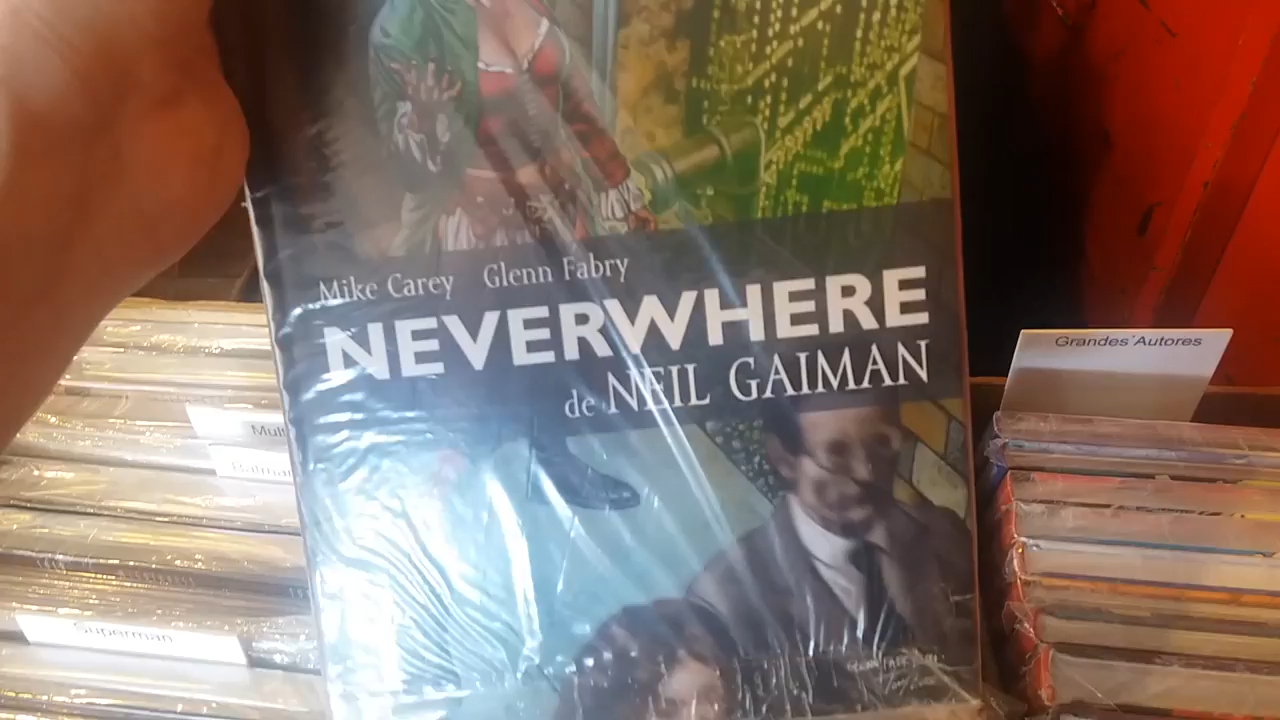 Mike Carey Glenn Fabry
NEVERWHERE
de NEIL GAIMAN
Grandes Autores
Superman